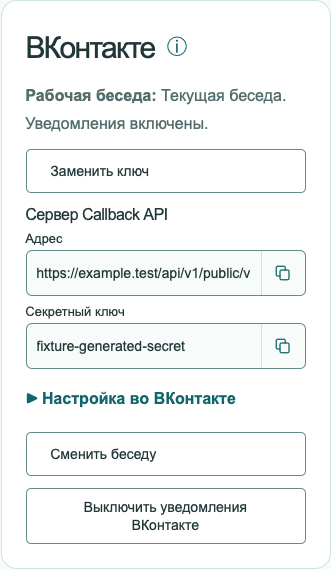 ВКонтакте ⓘ
Рабочая беседа: Текущая беседа.
Уведомления включены.
Заменить ключ
Сервер Callback API
Адрес
https://example.test/api/v1/public/v
Секретный ключ
fixture-generated-secret
▶ Настройка во ВКонтакте
Сменить беседу
Выключить уведомления
ВКонтакте